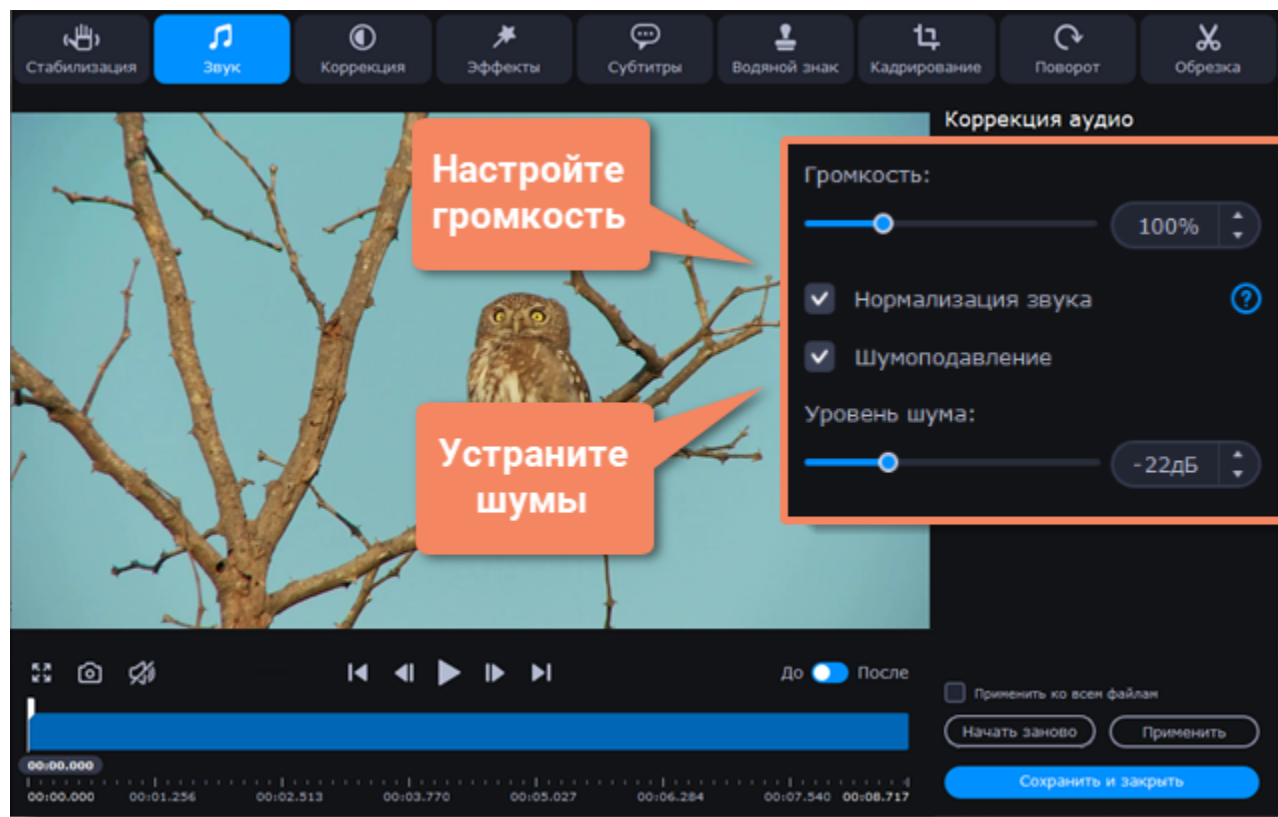 Стабилизация
Звук
Коррекция
Эффекты
Субтитры
Водяной знак
Кадрирование
Поворот
Обрезка
Коррекция аудио
Настройте
громкость
Громкость:
100%
Нормализация звука
?
Шумоподавление
Устраните
шумы
Уровень шума:
-22дБ
До
После
Применить ко всем файлам
Начать заново
Применить
Сохранить и закрыть
00:00.000
00:00.000 00:01.256 00:02.513 00:03.770 00:05.027 00:06.284 00:07.540 00:08.717